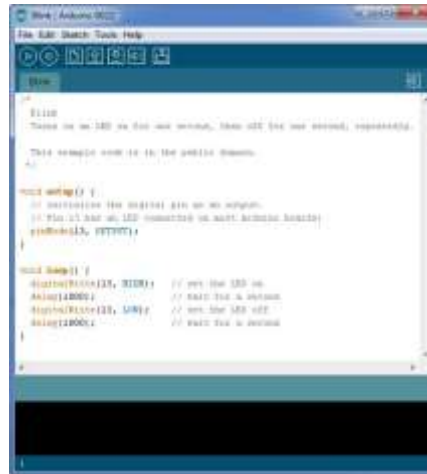 Blink | Arduino 0022
File Edit Sketch Tools Help
Blink
/*
Blink
Turns on an LED on for one second, then off for one second, repeatedly.
This example code is in the public domain.
*/
void setup() {
// initialize the digital pin as an output.
// Pin 13 has an LED connected on most Arduino boards:
pinMode(13, OUTPUT);
}
void loop() {
digitalWrite(13, HIGH); // set the LED on
delay(1000); // wait for a second
digitalWrite(13, LOW); // set the LED off
delay(1000); // wait for a second
}
1